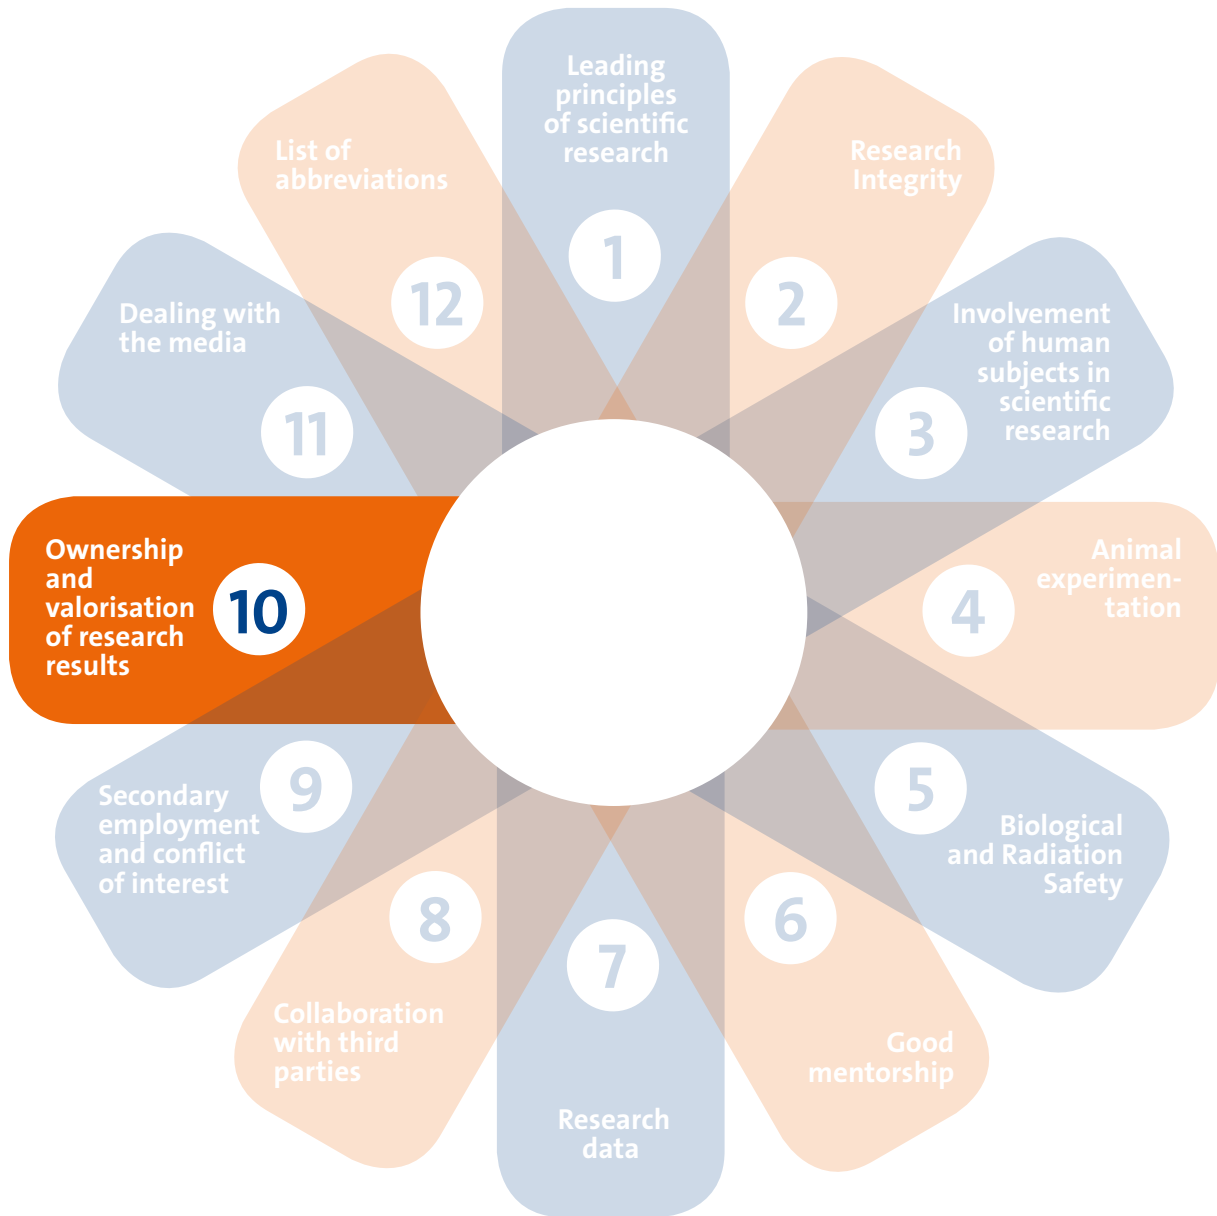 Leading
principles
of scientific
research
1
Research
Integrity
2
Involvement
of human
subjects in
scientific
research
3
Animal
experimen-
tation
4
5
Biological
and Radiation
Safety
6
Good
mentorship
7
Research
data
8
Collaboration
with third
parties
9
Secondary
employment
and conflict
of interest
Ownership
and
valorisation
of research
results
10
Dealing with
the media
11
List of
abbreviations
12